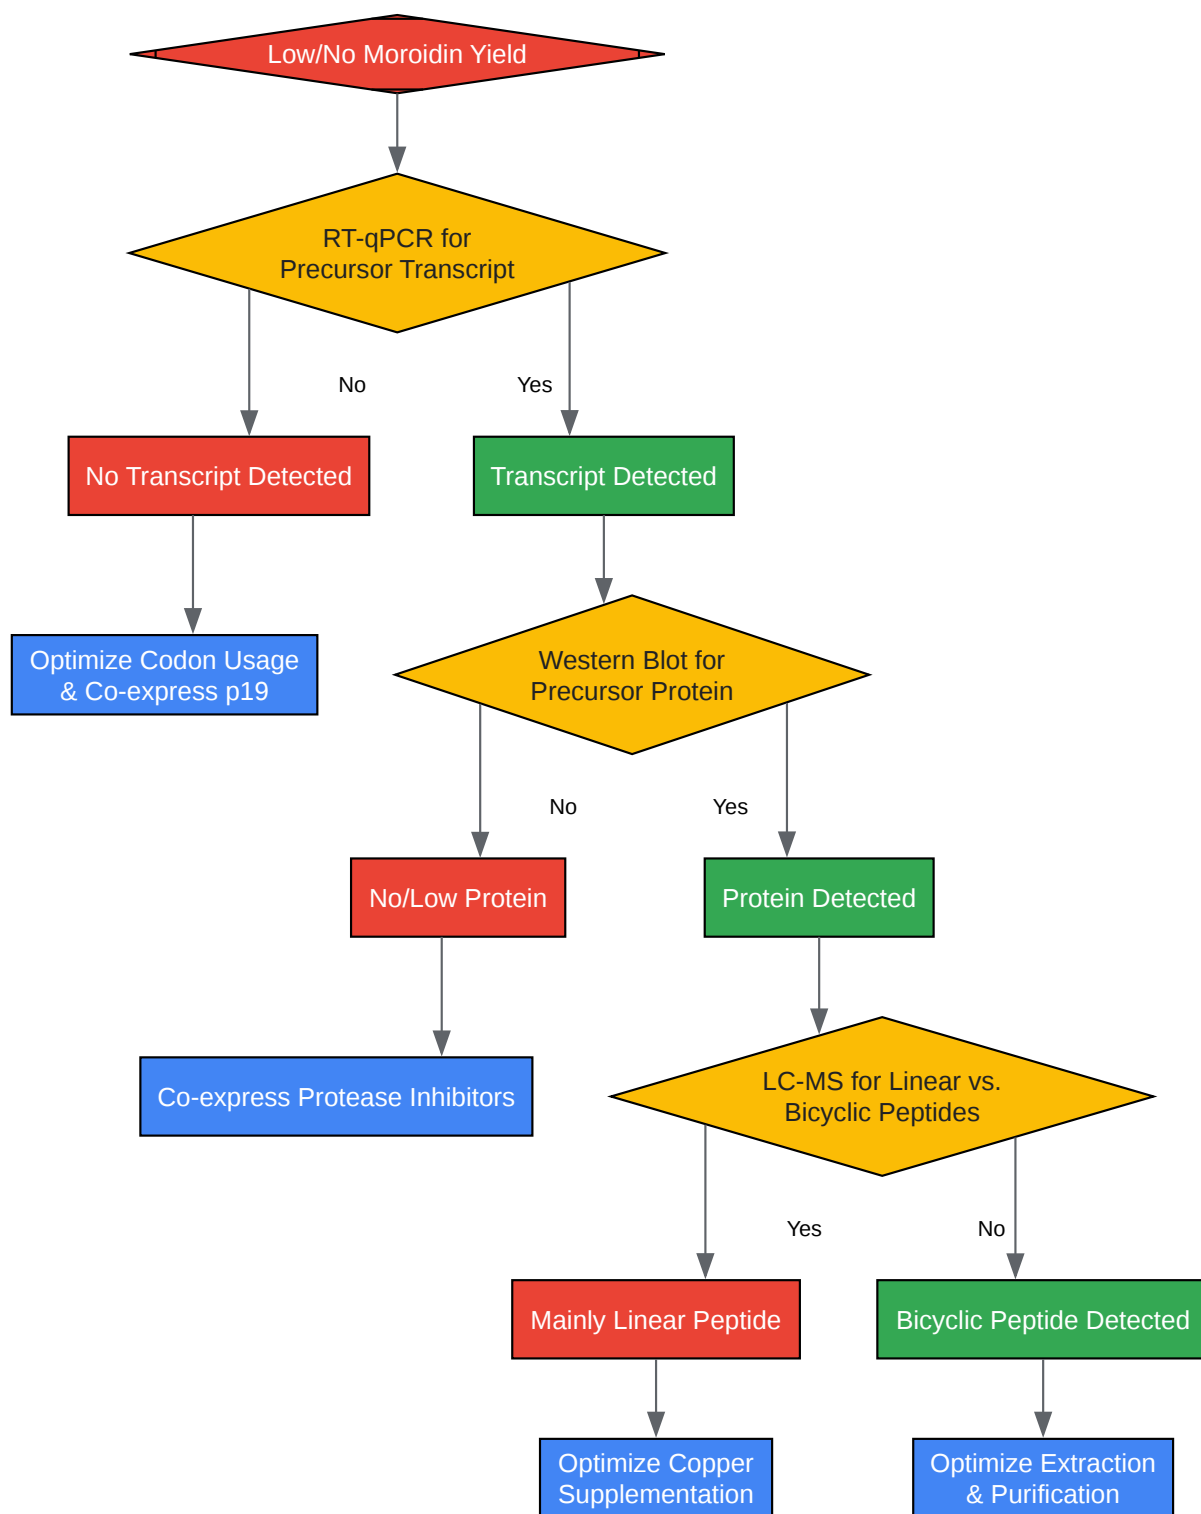 Low/No Moroidin Yield
RT-qPCR for
Precursor Transcript
No
Yes
No Transcript Detected
Transcript Detected
Optimize Codon Usage
& Co-express p19
Western Blot for
Precursor Protein
No
Yes
No/Low Protein
Protein Detected
Co-express Protease Inhibitors
LC-MS for Linear vs.
Bicyclic Peptides
Yes
No
Mainly Linear Peptide
Bicyclic Peptide Detected
Optimize Copper
Supplementation
Optimize Extraction
& Purification